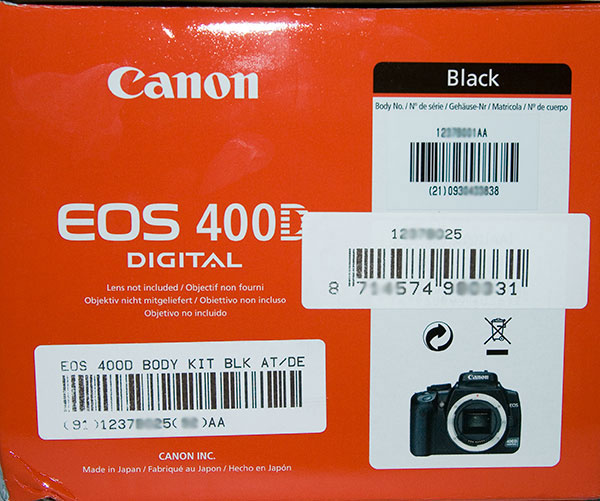 Canon
EOS 400D
DIGITAL
Lens not included / Objectif non fourni
Objektiv nicht mitgeliefert / Obiettivo non incluso
Objetivo no incluido
EOS 400D BODY KIT BLK AT/DE
CANON INC.
Made in Japan / Fabriqué au Japon / Hecho en Japón
Black
Body No. / N° de série / Gehäuse-Nr / Matricola / Nº de cuerpo
Canon
EOS